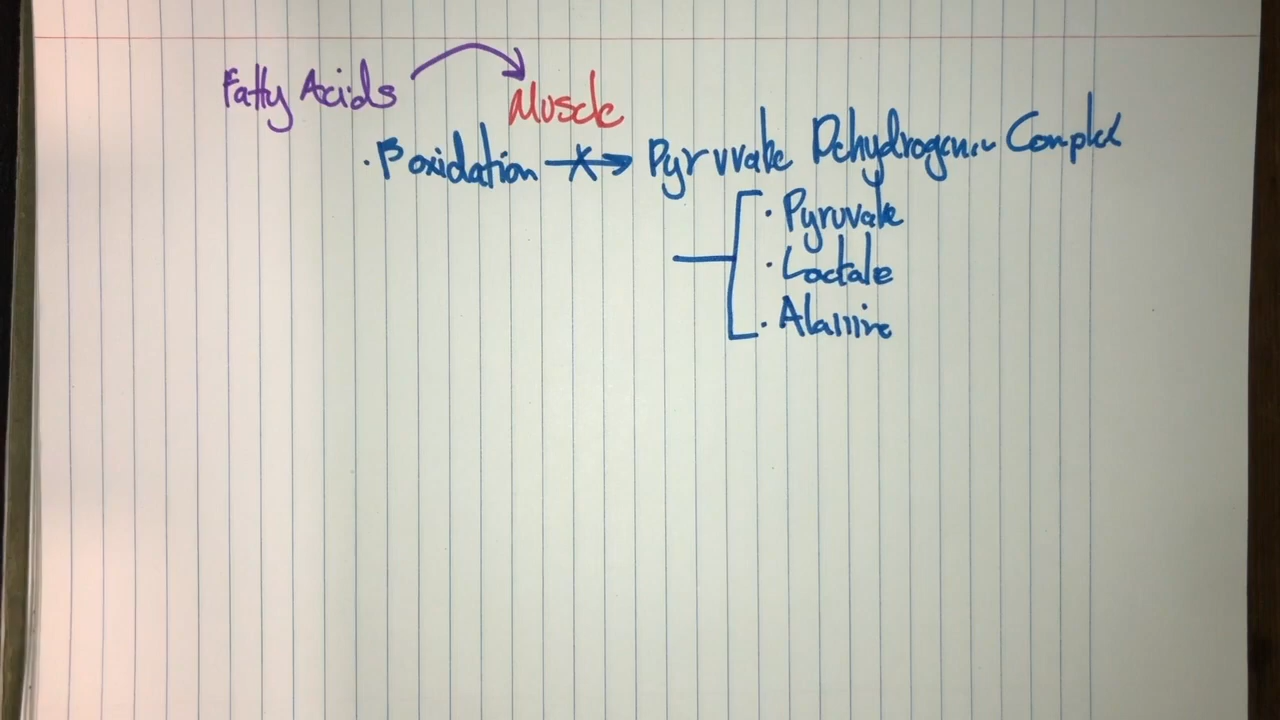 Fatty Acids
Muscle
· β oxidation → Pyruvate Dehydrogenase Complex
· Pyruvate
· Lactate
· Alanine